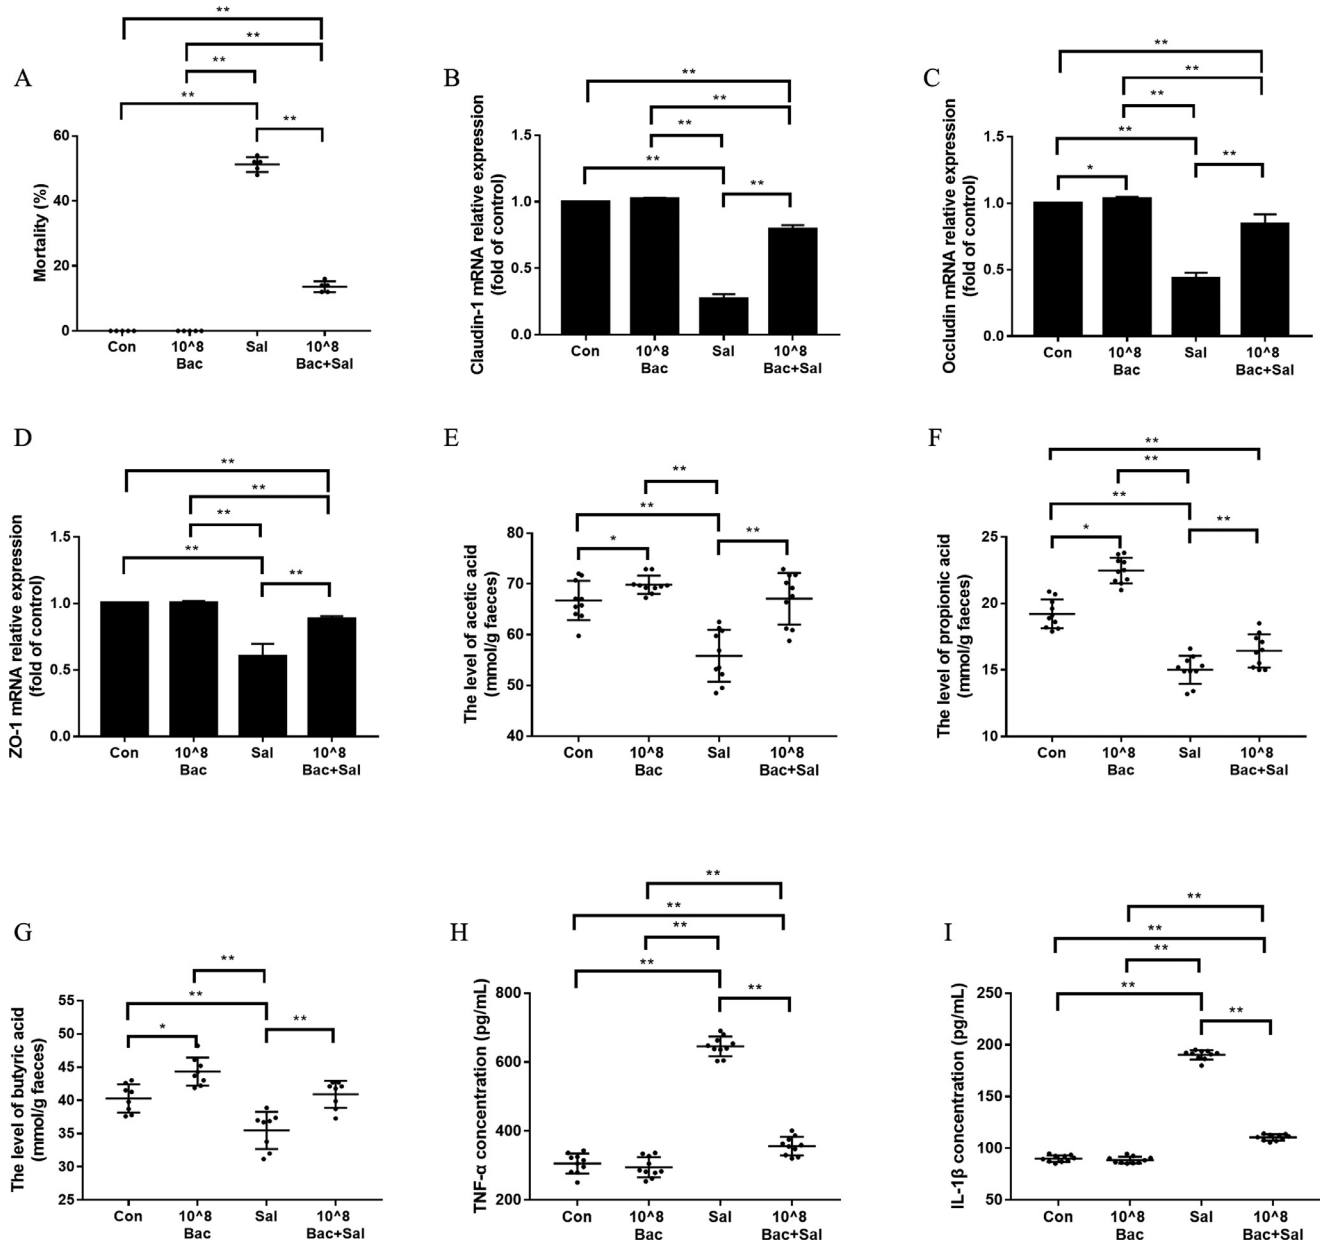 A
**
**
**
**
**
Mortality (%)
60
40
20
0
Con
10^8
Bac
Sal
10^8
Bac+Sal
B
**
**
**
**
**
Claudin-1 mRNA relative expression
(fold of control)
1.5
1.0
0.5
0.0
Con
10^8
Bac
Sal
10^8
Bac+Sal
C
**
**
**
**
**
*
Occludin mRNA relative expression
(fold of control)
1.5
1.0
0.5
0.0
Con
10^8
Bac
Sal
10^8
Bac+Sal
D
**
**
**
**
**
ZO-1 mRNA relative expression
(fold of control)
1.5
1.0
0.5
0.0
Con
10^8
Bac
Sal
10^8
Bac+Sal
E
**
**
**
*
The level of acetic acid
(mmol/g faeces)
80
70
60
50
40
Con
10^8
Bac
Sal
10^8
Bac+Sal
F
**
**
**
**
*
The level of propionic acid
(mmol/g faeces)
25
20
15
10
Con
10^8
Bac
Sal
10^8
Bac+Sal
G
**
**
**
*
The level of butyric acid
(mmol/g faeces)
55
50
45
40
35
30
25
Con
10^8
Bac
Sal
10^8
Bac+Sal
H
**
**
**
**
**
TNF-α concentration (pg/mL)
800
600
400
200
Con
10^8
Bac
Sal
10^8
Bac+Sal
I
**
**
**
**
**
IL-1β concentration (pg/mL)
250
200
150
100
50
Con
10^8
Bac
Sal
10^8
Bac+Sal